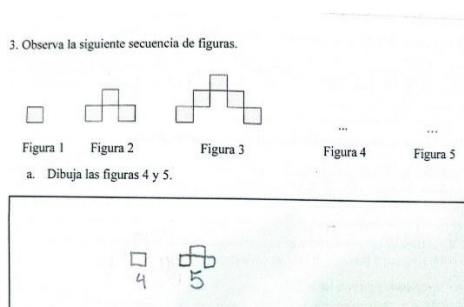 3. Observa la siguiente secuencia de figuras.
... ...
Figura 1 Figura 2 Figura 3 Figura 4 Figura 5
a. Dibuja las figuras 4 y 5.
4 5